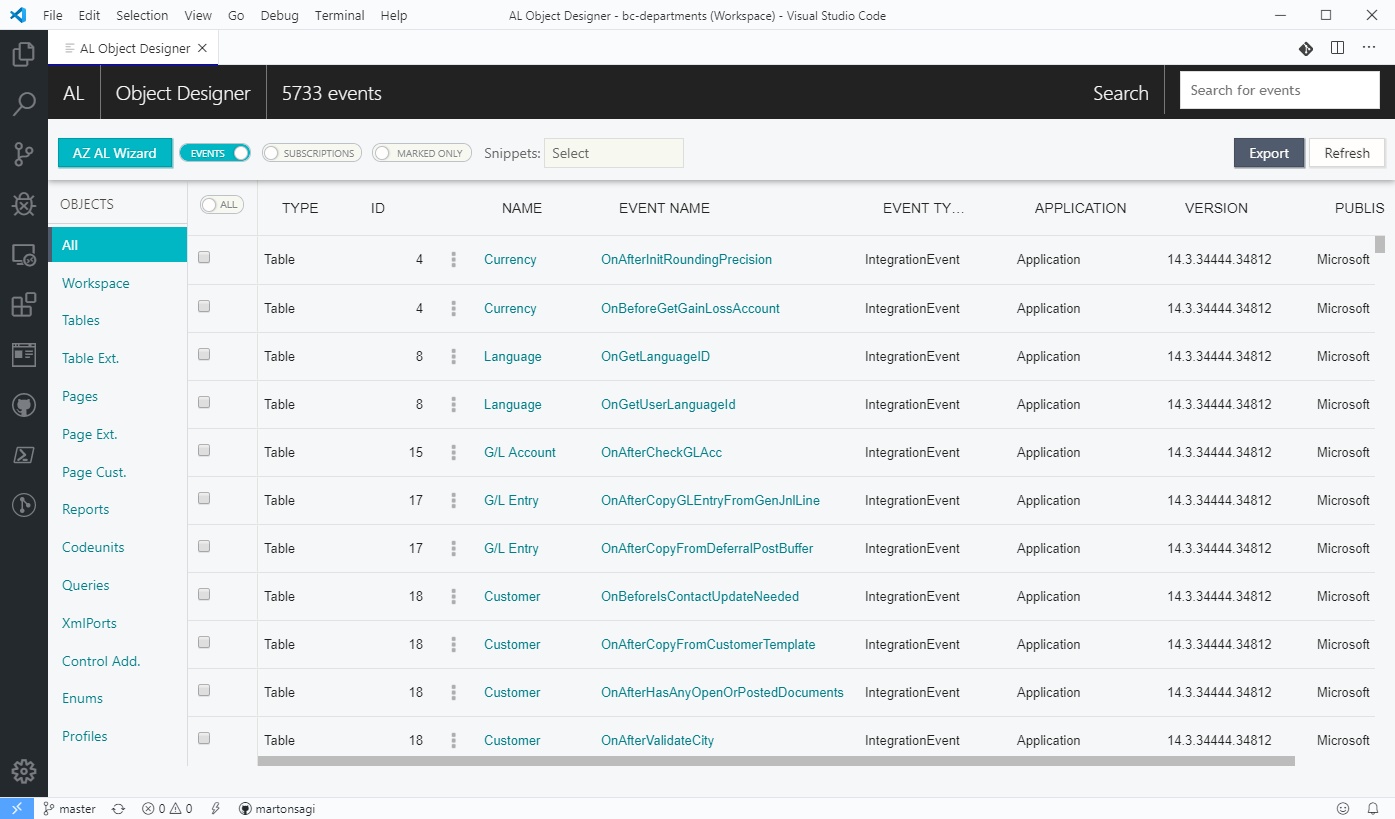 File Edit Selection View Go Debug Terminal Help AL Object Designer - bc-departments (Workspace) - Visual Studio Code
AL Object Designer
AL Object Designer 5733 events Search Search for events
AZ AL Wizard EVENTS SUBSCRIPTIONS MARKED ONLY Snippets: Select Export Refresh
OBJECTS ALL TYPE ID NAME EVENT NAME EVENT TY... APPLICATION VERSION PUBLIS
All
Workspace
Tables
Table Ext.
Pages
Page Ext.
Page Cust.
Reports
Codeunits
Queries
XmlPorts
Control Add.
Enums
Profiles
Table 4 Currency OnAfterInitRoundingPrecision IntegrationEvent Application 14.3.34444.34812 Microsoft
Table 4 Currency OnBeforeGetGainLossAccount IntegrationEvent Application 14.3.34444.34812 Microsoft
Table 8 Language OnGetLanguageID IntegrationEvent Application 14.3.34444.34812 Microsoft
Table 8 Language OnGetUserLanguageId IntegrationEvent Application 14.3.34444.34812 Microsoft
Table 15 G/L Account OnAfterCheckGLAcc IntegrationEvent Application 14.3.34444.34812 Microsoft
Table 17 G/L Entry OnAfterCopyGLEntryFromGenJnlLine IntegrationEvent Application 14.3.34444.34812 Microsoft
Table 17 G/L Entry OnAfterCopyFromDeferralPostBuffer IntegrationEvent Application 14.3.34444.34812 Microsoft
Table 18 Customer OnBeforeIsContactUpdateNeeded IntegrationEvent Application 14.3.34444.34812 Microsoft
Table 18 Customer OnAfterCopyFromCustomerTemplate IntegrationEvent Application 14.3.34444.34812 Microsoft
Table 18 Customer OnAfterHasAnyOpenOrPostedDocuments IntegrationEvent Application 14.3.34444.34812 Microsoft
Table 18 Customer OnAfterValidateCity IntegrationEvent Application 14.3.34444.34812 Microsoft
master 0 0 martonsagi